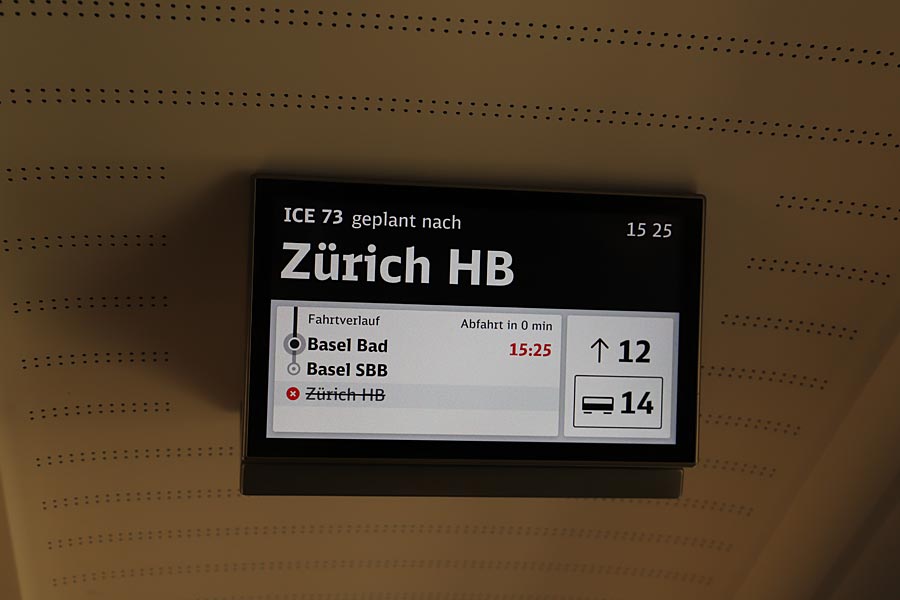 ICE 73 geplant nach 15 25
Zürich HB
Fahrtverlauf Abfahrt in 0 min
Basel Bad 15:25
Basel SBB
Zürich HB
↑ 12
14